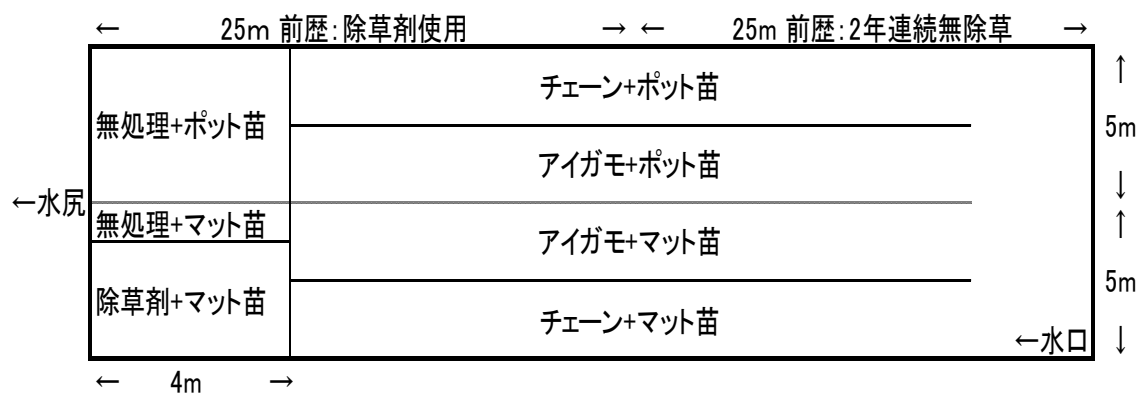 ← 25m 前歴：除草剤使用 → ← 25m 前歴：2年連続無除草 →
チェーン+ポット苗
↑
無処理+ポット苗
5m
アイガモ+ポット苗
↓
←水尻
無処理+マット苗
↑
アイガモ+マット苗
5m
除草剤+マット苗
チェーン+マット苗
←水口
↓
← 4m →